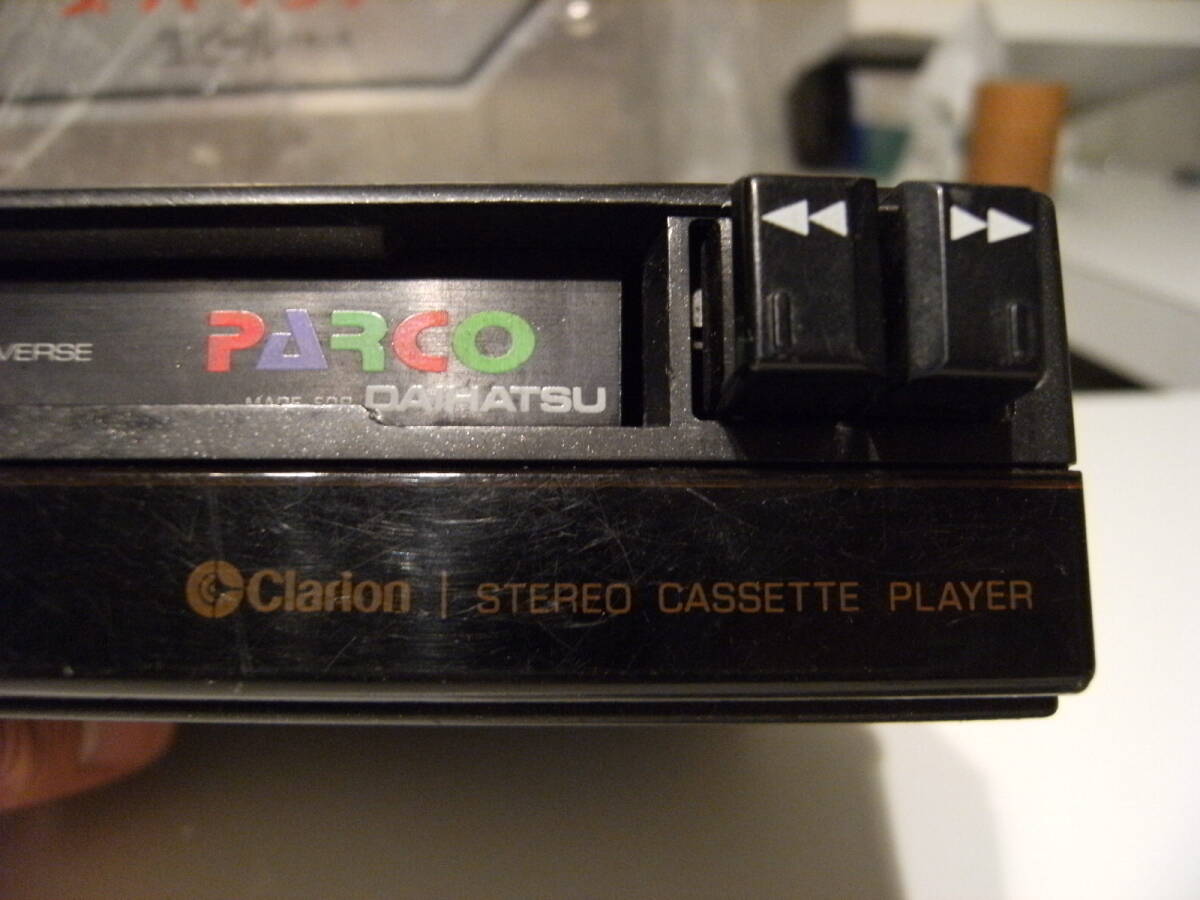 VERSE
PARCO
MADE FOR DAIHATSU
Clarion | STEREO CASSETTE PLAYER